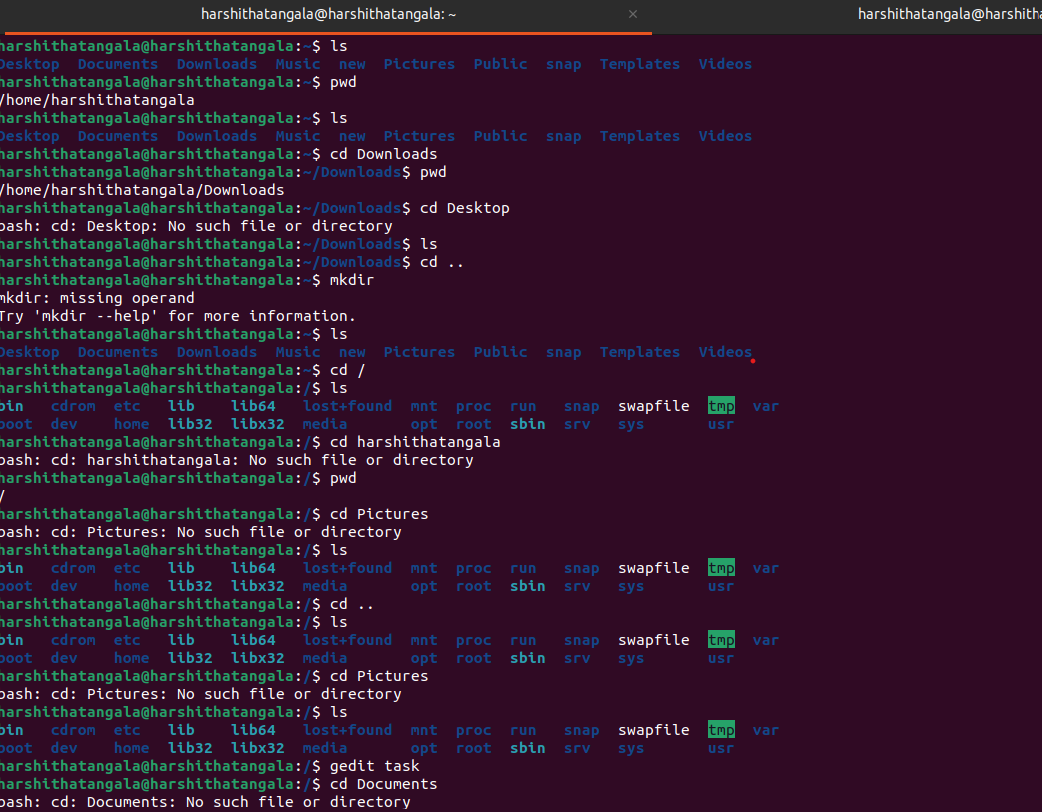 harshithatangala@harshithatangala: ~ × harshithatangala@harshith
harshithatangala@harshithatangala:~$ ls
Desktop Documents Downloads Music new Pictures Public snap Templates Videos
harshithatangala@harshithatangala:~$ pwd
/home/harshithatangala
harshithatangala@harshithatangala:~$ ls
Desktop Documents Downloads Music new Pictures Public snap Templates Videos
harshithatangala@harshithatangala:~$ cd Downloads
harshithatangala@harshithatangala:~/Downloads$ pwd
/home/harshithatangala/Downloads
harshithatangala@harshithatangala:~/Downloads$ cd Desktop
bash: cd: Desktop: No such file or directory
harshithatangala@harshithatangala:~/Downloads$ ls
harshithatangala@harshithatangala:~/Downloads$ cd ..
harshithatangala@harshithatangala:~$ mkdir
mkdir: missing operand
Try 'mkdir --help' for more information.
harshithatangala@harshithatangala:~$ ls
Desktop Documents Downloads Music new Pictures Public snap Templates Videos
harshithatangala@harshithatangala:~$ cd /
harshithatangala@harshithatangala:/$ ls
bin cdrom etc lib lib64 lost+found mnt proc run snap swapfile tmp var
boot dev home lib32 libx32 media opt root sbin srv sys usr
harshithatangala@harshithatangala:/$ cd harshithatangala
bash: cd: harshithatangala: No such file or directory
harshithatangala@harshithatangala:/$ pwd
/
harshithatangala@harshithatangala:/$ cd Pictures
bash: cd: Pictures: No such file or directory
harshithatangala@harshithatangala:/$ ls
bin cdrom etc lib lib64 lost+found mnt proc run snap swapfile tmp var
boot dev home lib32 libx32 media opt root sbin srv sys usr
harshithatangala@harshithatangala:/$ cd ..
harshithatangala@harshithatangala:/$ ls
bin cdrom etc lib lib64 lost+found mnt proc run snap swapfile tmp var
boot dev home lib32 libx32 media opt root sbin srv sys usr
harshithatangala@harshithatangala:/$ cd Pictures
bash: cd: Pictures: No such file or directory
harshithatangala@harshithatangala:/$ ls
bin cdrom etc lib lib64 lost+found mnt proc run snap swapfile tmp var
boot dev home lib32 libx32 media opt root sbin srv sys usr
harshithatangala@harshithatangala:/$ gedit task
harshithatangala@harshithatangala:/$ cd Documents
bash: cd: Documents: No such file or directory